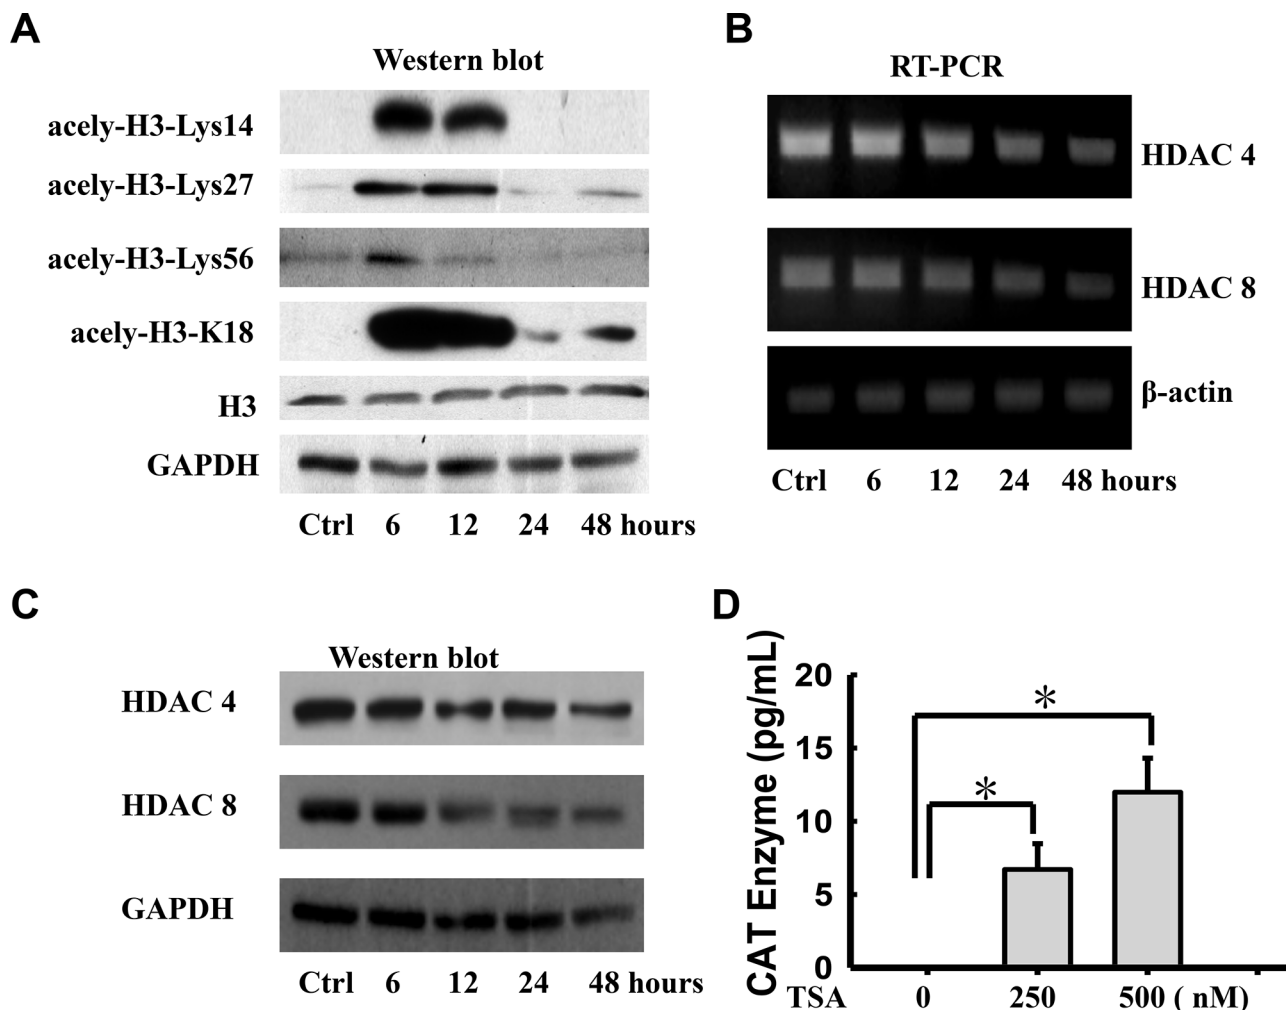 A
Western blot
acely-H3-Lys14
acely-H3-Lys27
acely-H3-Lys56
acely-H3-K18
H3
GAPDH
Ctrl 6 12 24 48 hours
B
RT-PCR
HDAC 4
HDAC 8
β-actin
Ctrl 6 12 24 48 hours
C
Western blot
HDAC 4
HDAC 8
GAPDH
Ctrl 6 12 24 48 hours
D
CAT Enzyme (pg/mL)
20
15
10
5
0
*
*
TSA 0 250 500 ( nM)